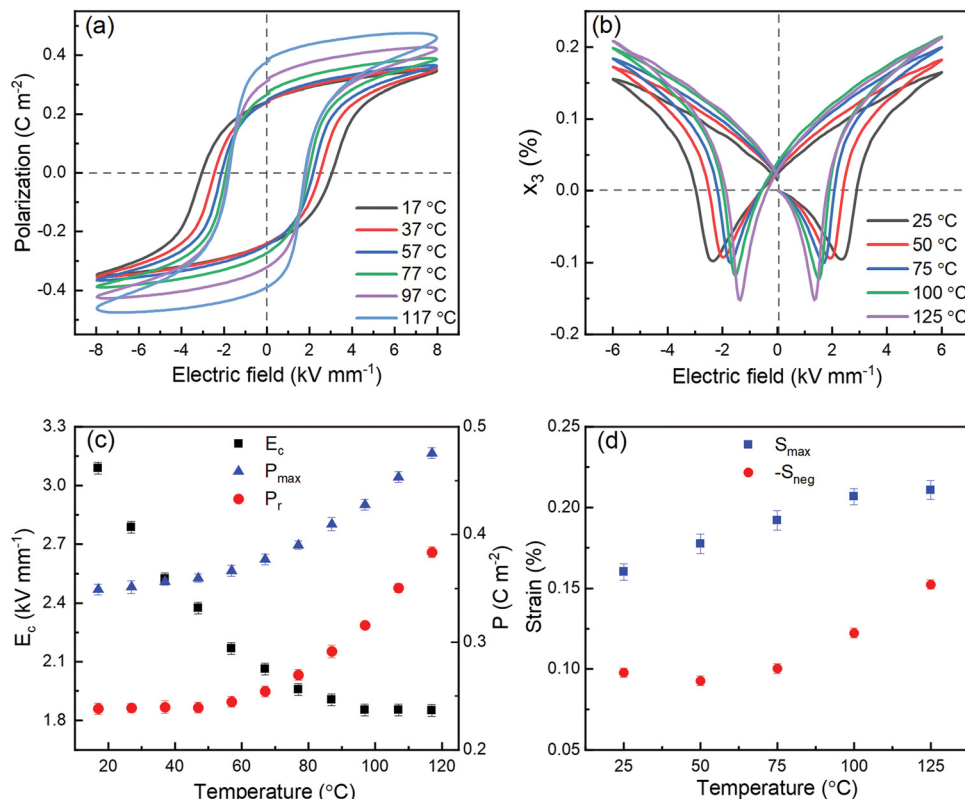 (a)
Polarization (C m⁻²)
0.4
0.2
0.0
-0.2
-0.4
17 °C
37 °C
57 °C
77 °C
97 °C
117 °C
-8 -6 -4 -2 0 2 4 6 8
Electric field (kV mm⁻¹)
(b)
x₃ (%)
0.2
0.1
0.0
-0.1
-0.2
25 °C
50 °C
75 °C
100 °C
125 °C
-6 -4 -2 0 2 4 6
Electric field (kV mm⁻¹)
(c)
E_c
P_max
P_r
E_c (kV mm⁻¹)
3.3
3.0
2.7
2.4
2.1
1.8
0.5
0.4
0.3
0.2
P (C m⁻²)
20 40 60 80 100 120
Temperature (°C)
(d)
S_max
-S_neg
Strain (%)
0.25
0.20
0.15
0.10
0.05
25 50 75 100 125
Temperature (°C)